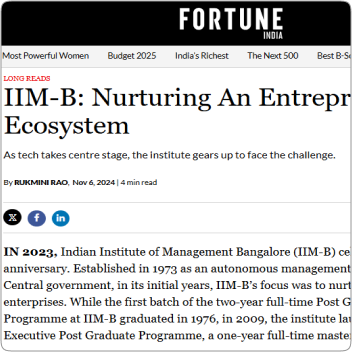 FORTUNE
INDIA
Most Powerful Women Budget 2025 India's Richest The Next 500 Best B-S
LONG READS
IIM-B: Nurturing An Entrepr
Ecosystem
As tech takes centre stage, the institute gears up to face the challenge.
By RUKMINI RAO, Nov 6, 2024 | 4 min read
IN 2023, Indian Institute of Management Bangalore (IIM-B) ce
anniversary. Established in 1973 as an autonomous management
Central government, in its initial years, IIM-B's focus was to nurt
enterprises. While the first batch of the two-year full-time Post G
Programme at IIM-B graduated in 1976, in 2009, the institute la
Executive Post Graduate Programme, a one-year full-time maste